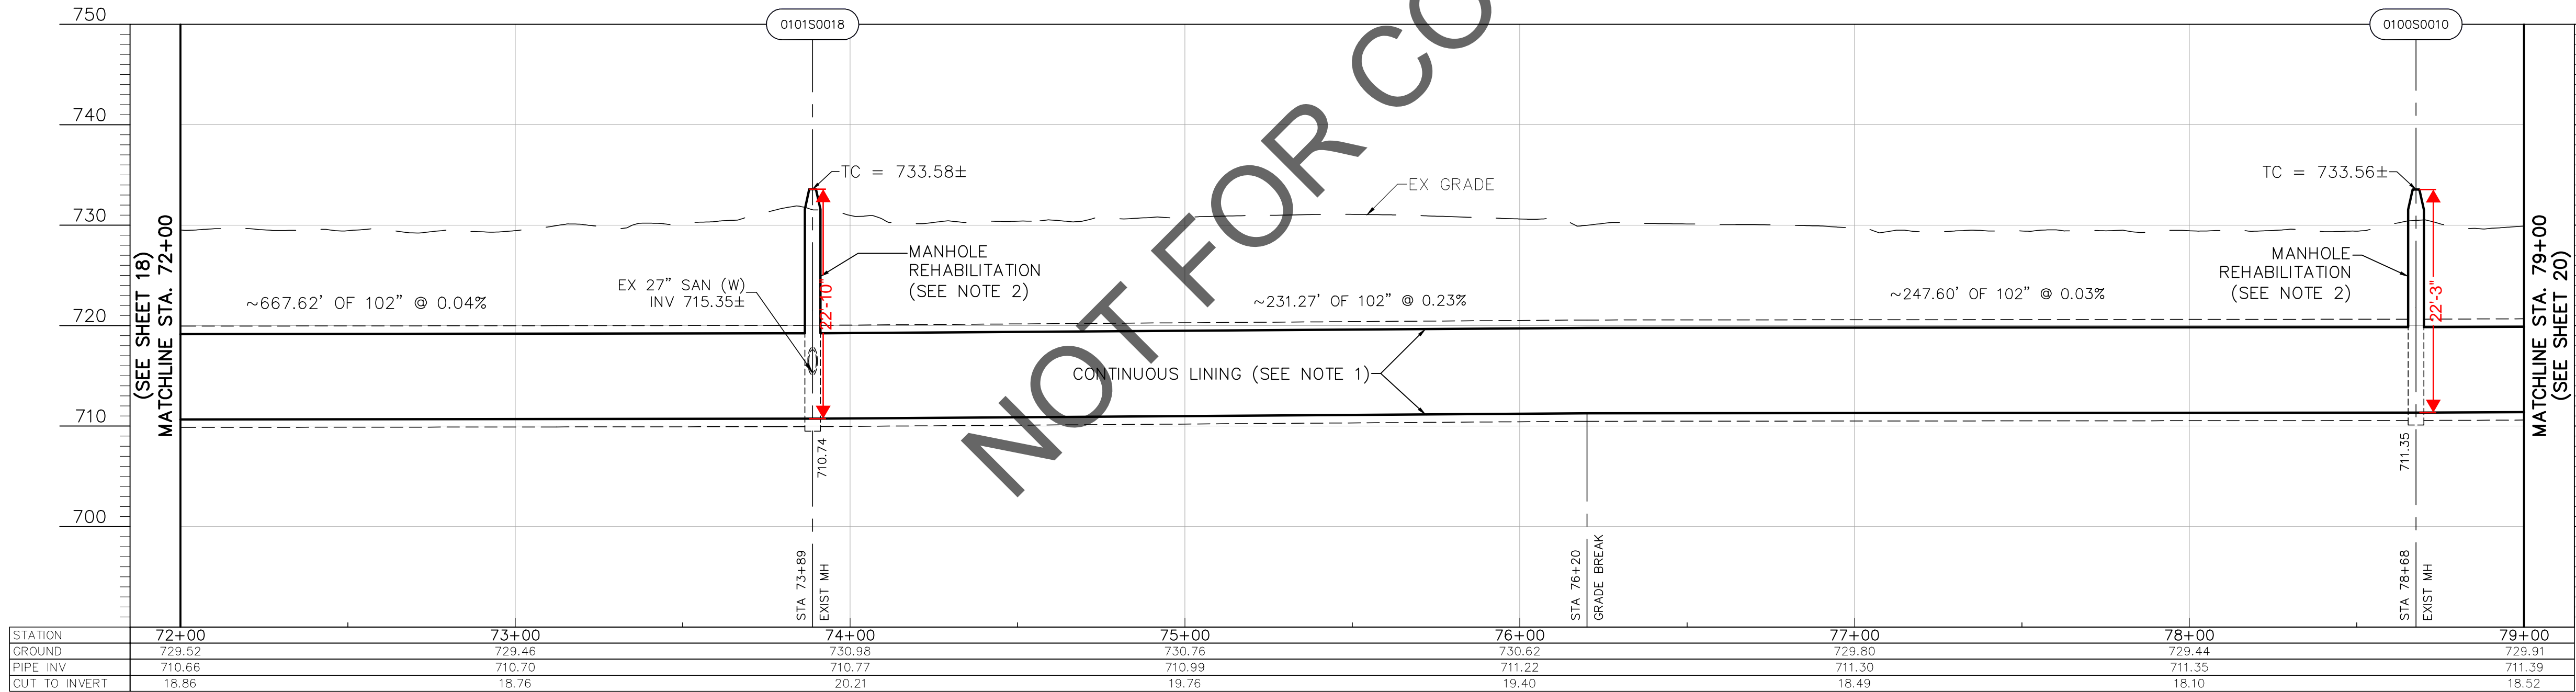 750
740
730
720
710
700
0101S0018
0100S0010
(SEE SHEET 18)
MATCHLINE STA. 72+00
TC = 733.58±
EX GRADE
TC = 733.56±
MANHOLE
REHABILITATION
(SEE NOTE 2)
EX 27" SAN (W)
INV 715.35±
22'-10"
~667.62' OF 102" @ 0.04%
~231.27' OF 102" @ 0.23%
~247.60' OF 102" @ 0.03%
MANHOLE
REHABILITATION
(SEE NOTE 2)
22'-3"
CONTINUOUS LINING (SEE NOTE 1)
MATCHLINE STA. 79+00
(SEE SHEET 20)
NOT FOR CO
710.74
711.35
STA 73+89
EXIST MH
STA 76+20
GRADE BREAK
STA 78+68
EXIST MH
STATION 72+00 73+00 74+00 75+00 76+00 77+00 78+00 79+00
GROUND 729.52 729.46 730.98 730.76 730.62 729.80 729.44 729.91
PIPE INV 710.66 710.70 710.77 710.99 711.22 711.30 711.35 711.39
CUT TO INVERT 18.86 18.76 20.21 19.76 19.40 18.49 18.10 18.52